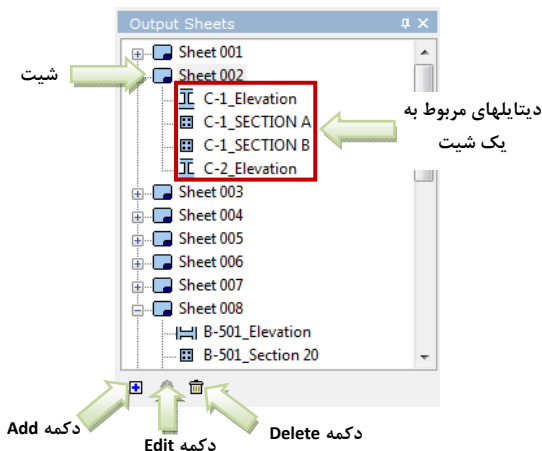 Output Sheets
Sheet 001
Sheet 002
شیت
C-1_Elevation
C-1_SECTION A
C-1_SECTION B
C-2_Elevation
دیتایلهای مربوط به
یک شیت
Sheet 003
Sheet 004
Sheet 005
Sheet 006
Sheet 007
Sheet 008
B-501_Elevation
B-501_Section 20
دکمه Add
دکمه Edit
دکمه Delete